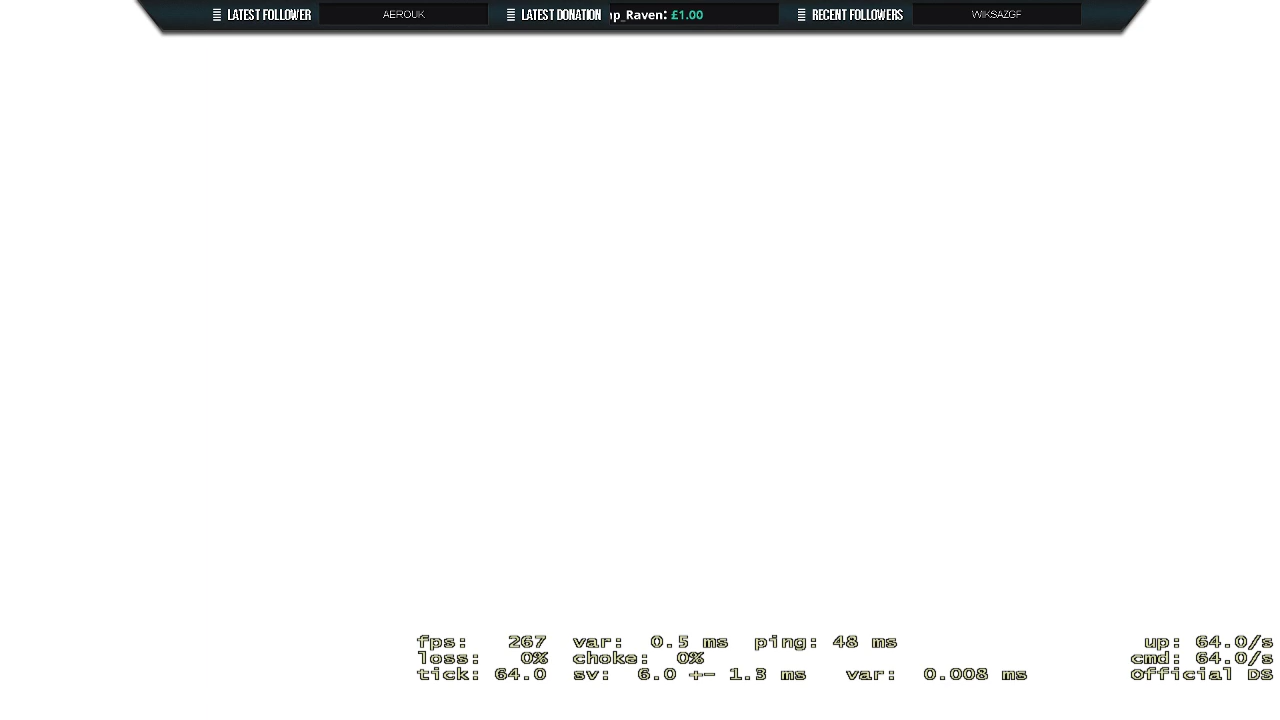 LATEST FOLLOWER AEROUK LATEST DONATION _Raven: £1.00 RECENT FOLLOWERS WIKSAZGF
fps: 267 var: 0.5 ms ping: 48 ms up: 64.0/s
loss: 0% choke: 0% cmd: 64.0/s
tick: 64.0 sv: 6.0 +- 1.3 ms var: 0.008 ms Official DS